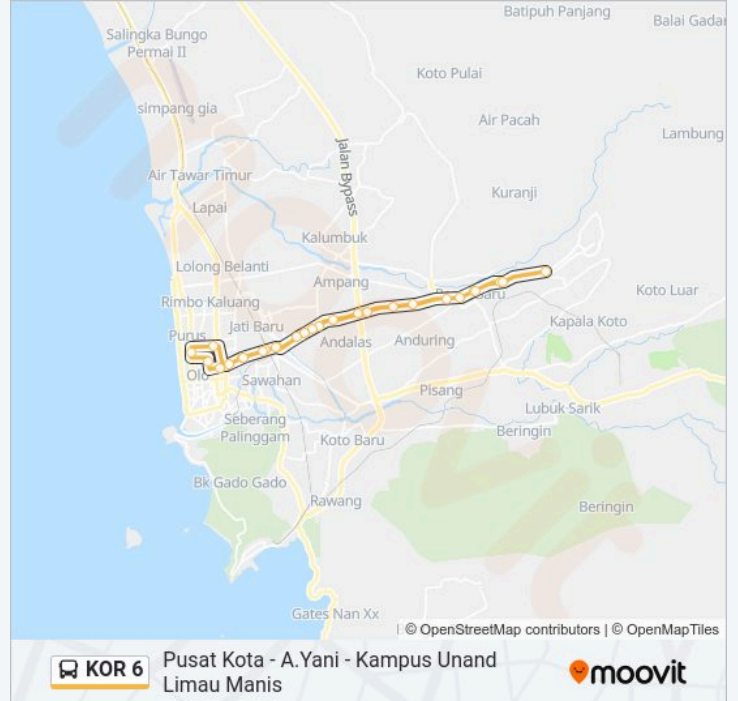 Batipuh Panjang
Balai Gada
Salingka Bungo
Permai II
Koto Pulai
simpang gia
Air Pacah
Lambung
Jalan Bypass
Air Tawar Timur
Kuranji
Lapai
Kalumbuk
Lolong Belanti
Ampang
Rimbo Kaluang
Koto Luar
Jati Baru
Kapala Koto
Purus
Andalas
Anduring
Olo
Sawahan
Pisang
Lubuk Sarik
Seberang
Palinggam
Koto Baru
Beringin
Bk Gado Gado
Rawang
Beringin
Gates Nan Xx
© OpenStreetMap contributors | © OpenMapTiles
KOR 6
Pusat Kota - A.Yani - Kampus Unand
Limau Manis
moovit